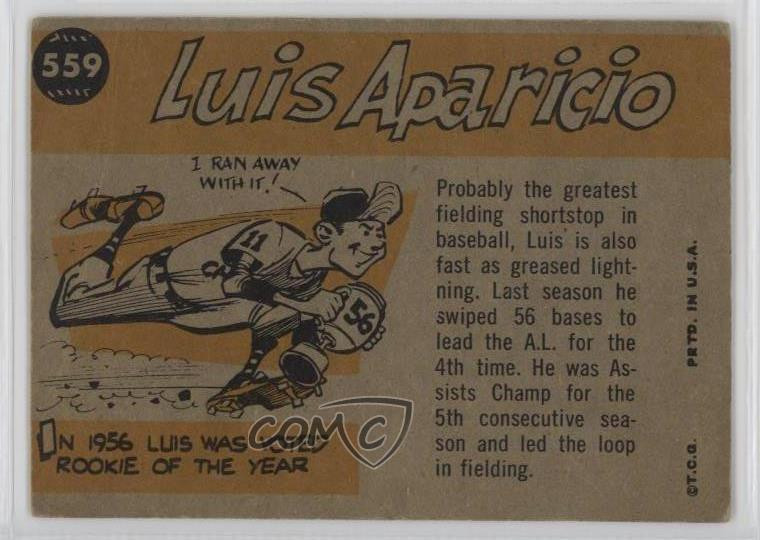 559
Luis Aparicio
I RAN AWAY
WITH IT!
11
56
IN 1956 LUIS WAS VOTED
ROOKIE OF THE YEAR
Probably the greatest
fielding shortstop in
baseball, Luis is also
fast as greased light-
ning. Last season he
swiped 56 bases to
lead the A.L. for the
4th time. He was As-
sists Champ for the
5th consecutive sea-
son and led the loop
in fielding.
©T.C.G. PRTD. IN U.S.A.
COMC